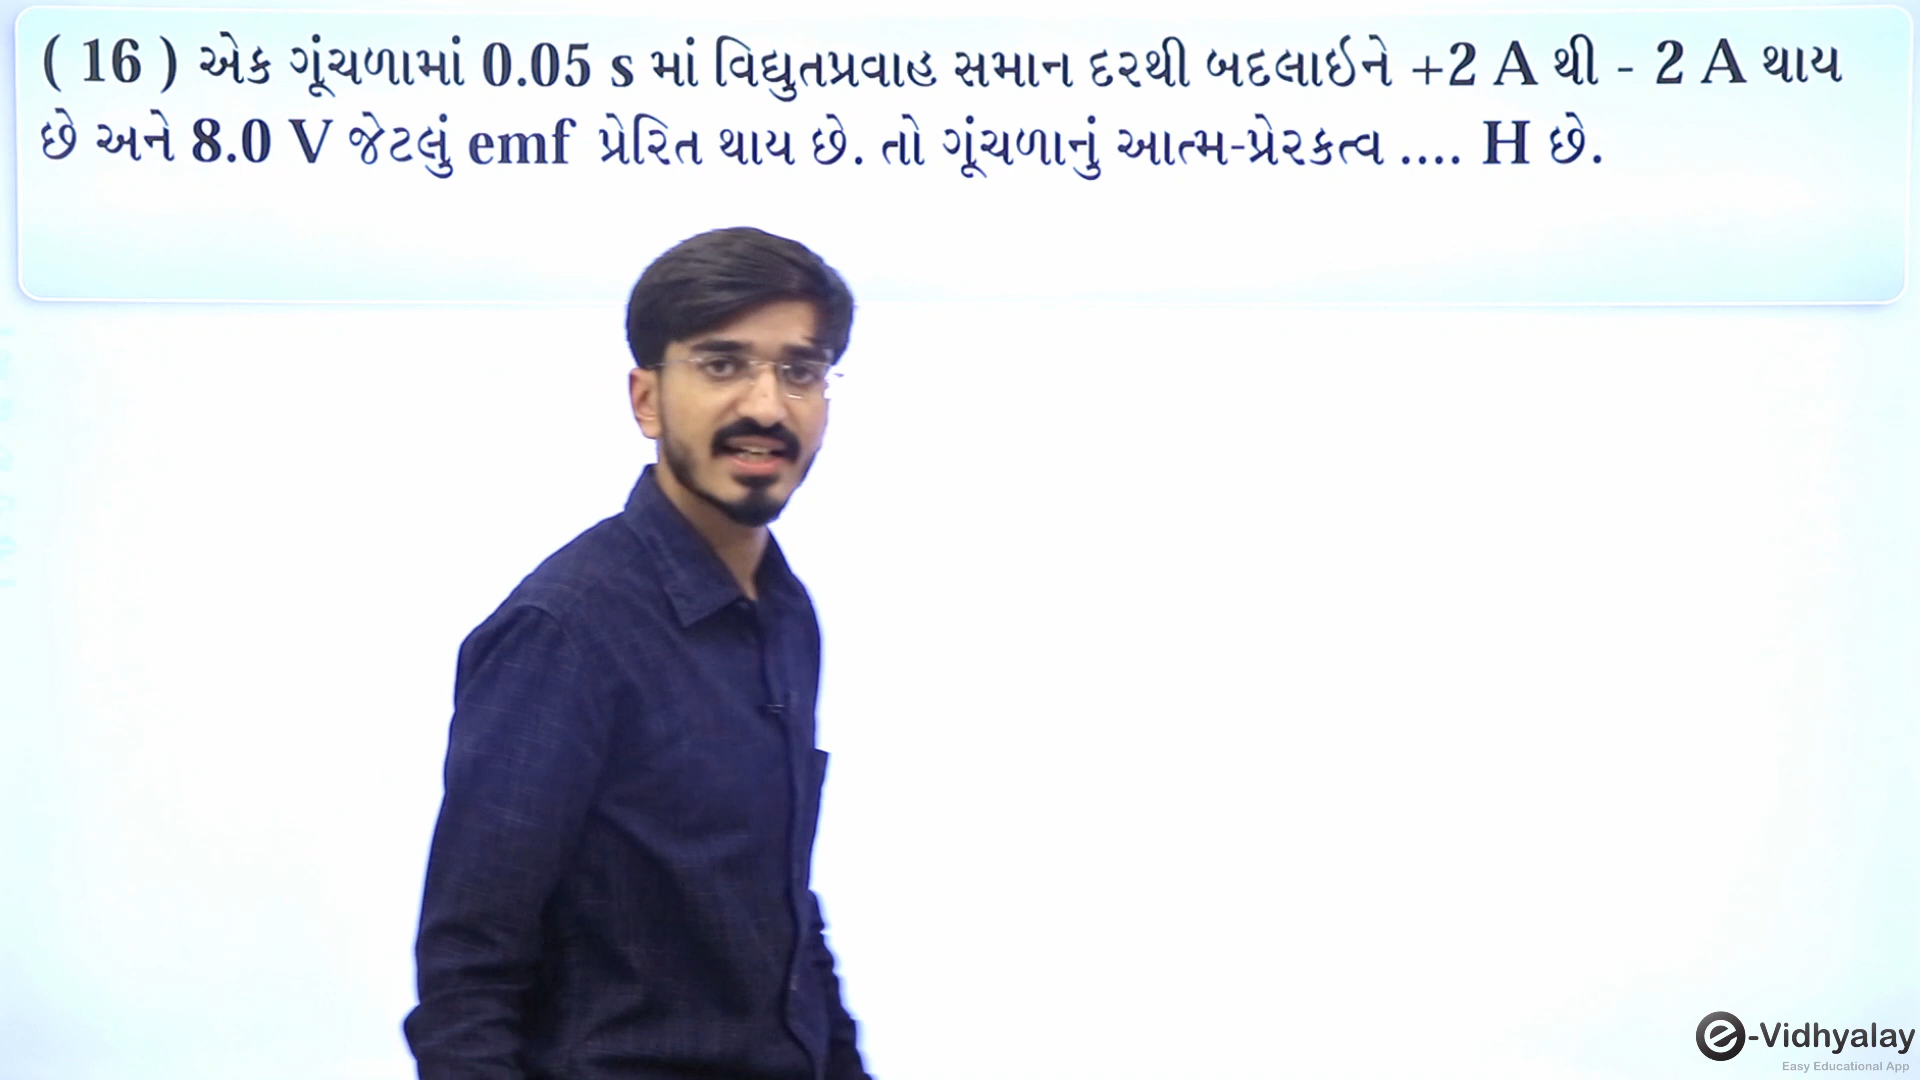 ( 16 ) એક ગૂંચળામાં 0.05 s માં વિદ્યુતપ્રવાહ સમાન દરથી બદલાઇને +2 A થી - 2 A થાય
છે અને 8.0 V જેટલું emf પ્રેરિત થાય છે. તો ગૂંચળાનું આત્મ-પ્રેરકત્વ .... H છે.
e-Vidhyalay
Easy Educational App